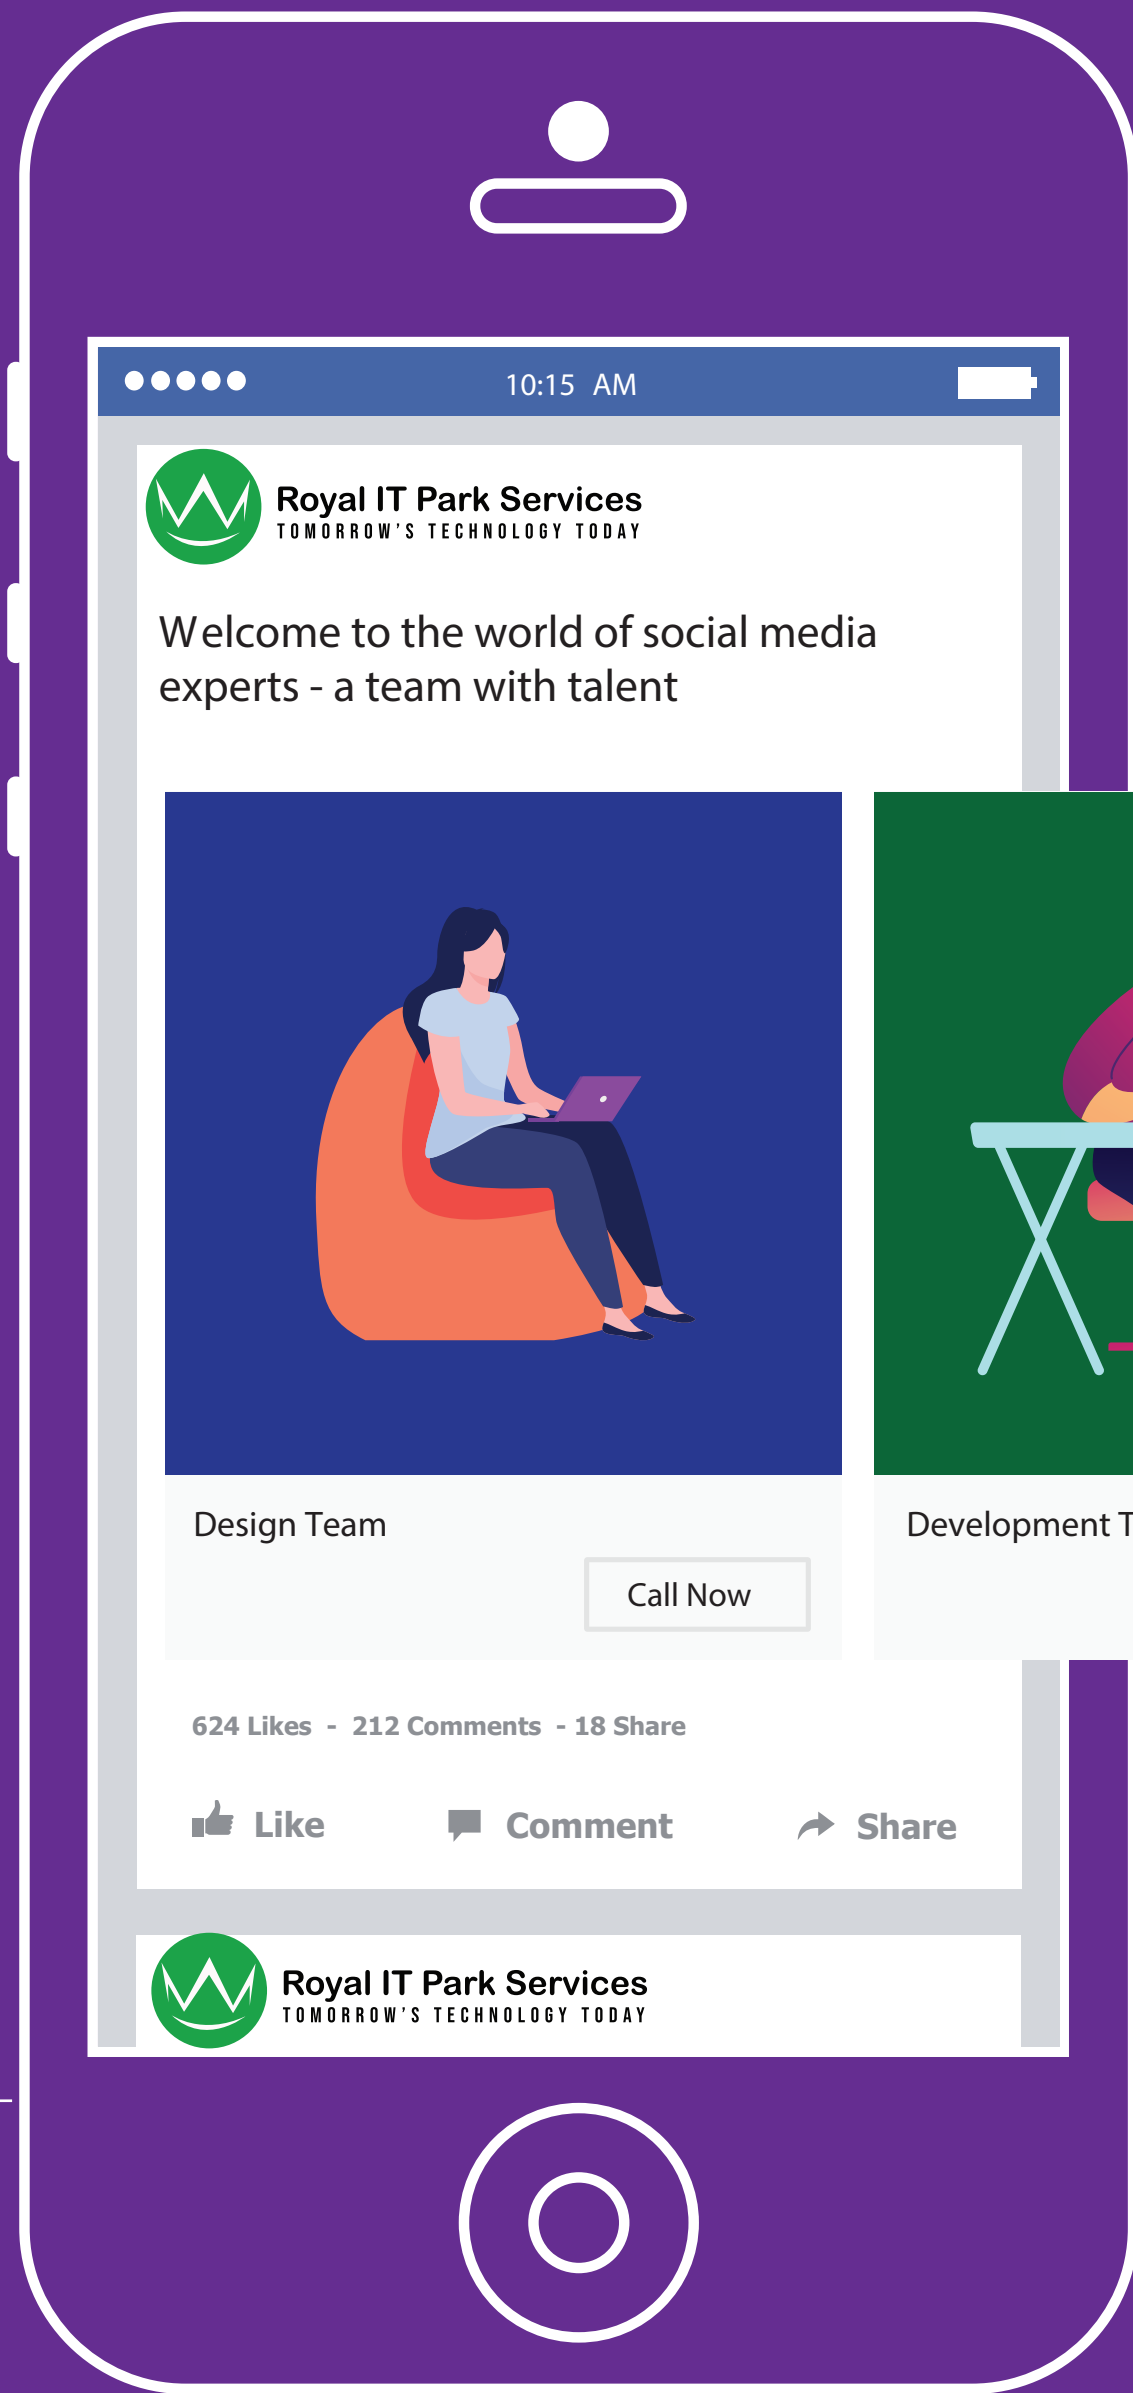 10:15 AM
Royal IT Park Services
TOMORROW'S TECHNOLOGY TODAY
Welcome to the world of social media
experts - a team with talent
Design Team
Call Now
Development T
624 Likes - 212 Comments - 18 Share
Like Comment Share
Royal IT Park Services
TOMORROW'S TECHNOLOGY TODAY